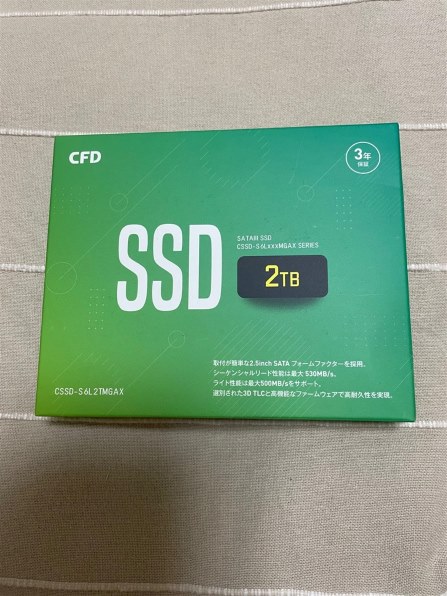 CFD
3年
保証
SSD
SATAIII SSD
CSSD-S6LxxxMGAX SERIES
2TB
取付が簡単な2.5inch SATA フォームファクターを採用。
シーケンシャルリード性能は最大 530MB/s、
ライト性能は最大500MB/sをサポート。
選別された3D TLCと高機能なファームウェアで高耐久性を実現。
CSSD-S6L2TMGAX